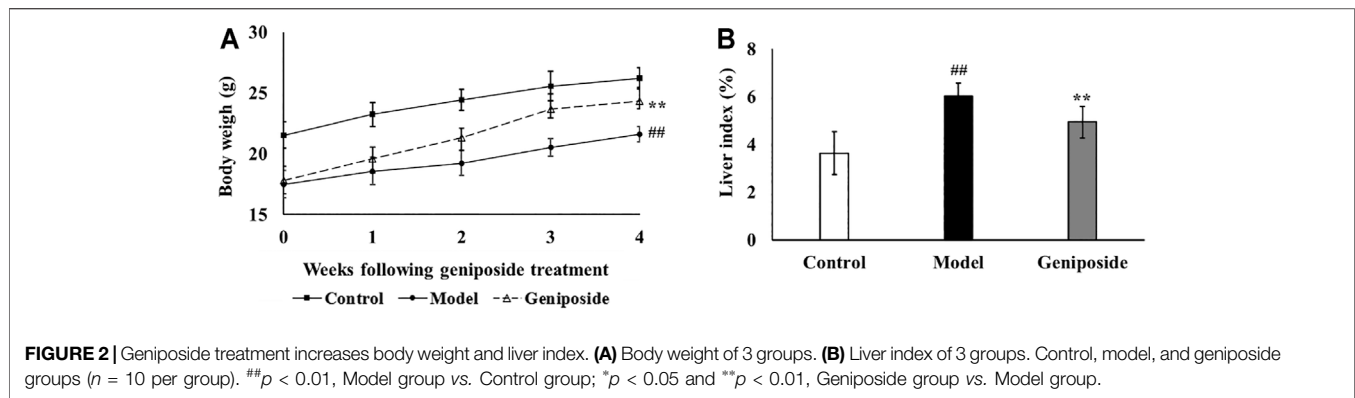 A
30
25
20
15
Body weigh (g)
**
##
0 1 2 3 4
Weeks following geniposide treatment
Control Model Geniposide
B
8
6
4
2
0
Liver index (%)
##
**
Control Model Geniposide
FIGURE 2 | Geniposide treatment increases body weight and liver index. (A) Body weight of 3 groups. (B) Liver index of 3 groups. Control, model, and geniposide
groups (n = 10 per group). ##p < 0.01, Model group vs. Control group; *p < 0.05 and **p < 0.01, Geniposide group vs. Model group.